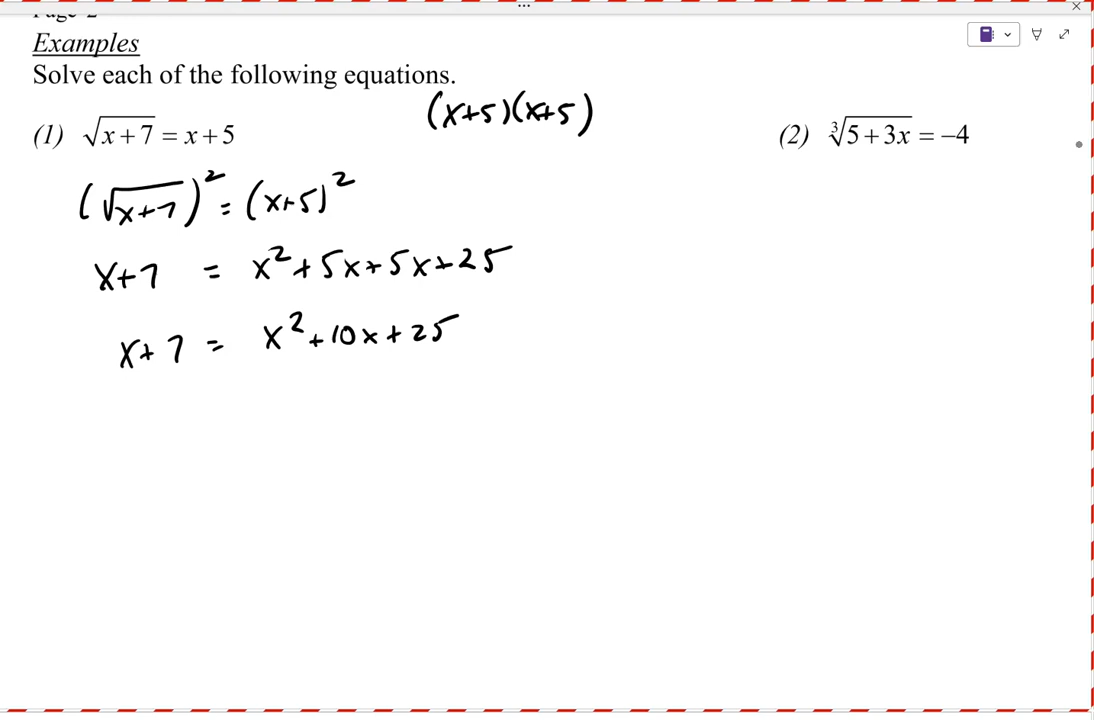 Examples
Solve each of the following equations.
(x+5)(x+5)
(1) √(x+7) = x+5
(2) ∛(5+3x) = −4
(√(x+7))² = (x+5)²
x+7 = x²+5x+5x+25
x+7 = x²+10x+25